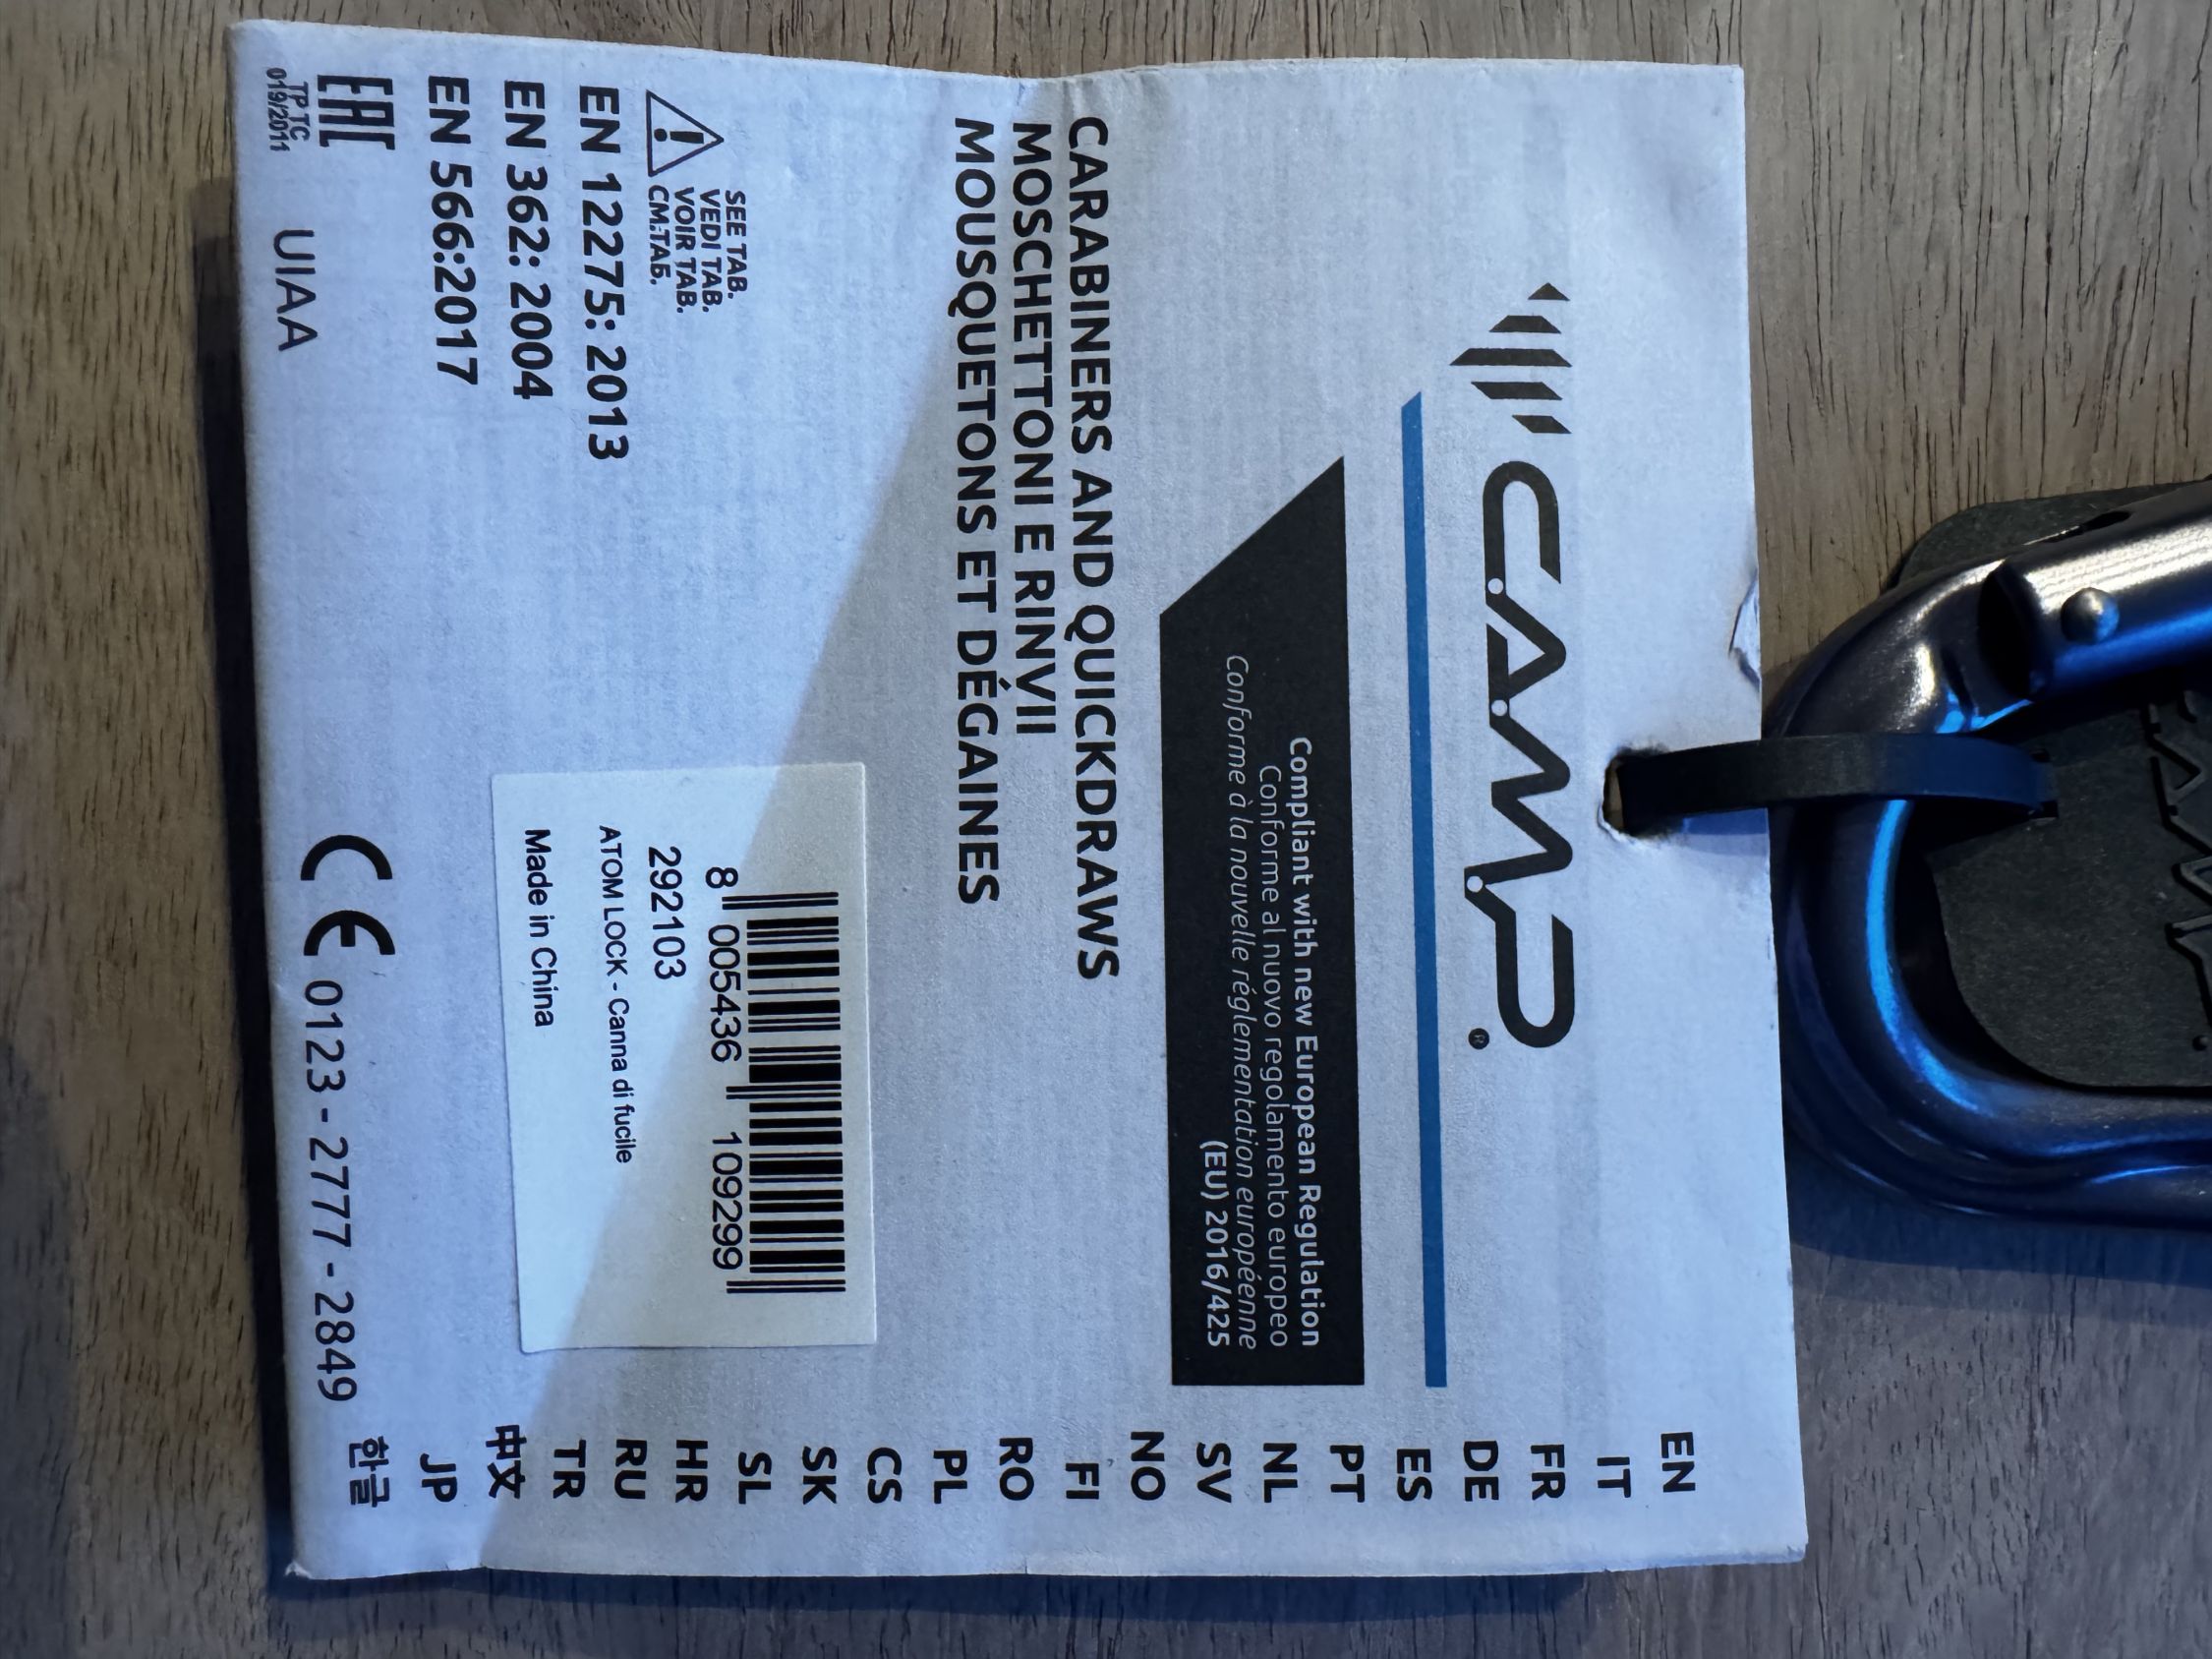 C.A.M.P.®
Compliant with new European Regulation
Conforme al nuovo regolamento europeo
Conforme à la nouvelle réglementation européenne
(EU) 2016/425
CARABINERS AND QUICKDRAWS
MOSCHETTONI E RINVII
MOUSQUETONS ET DÉGAINES
8 005436 109299
292103
ATOM LOCK - Canna di fucile
Made in China
SEE TAB.
VEDI TAB.
VOIR TAB.
СМ.ТАБ.
EN 12275: 2013
EN 362: 2004
EN 566:2017
EAC
TP TC
019/2011
UIAA
CE 0123 - 2777 - 2849
EN
IT
FR
DE
ES
PT
NL
SV
NO
FI
RO
PL
CS
SK
SL
HR
RU
TR
中文
JP
한글